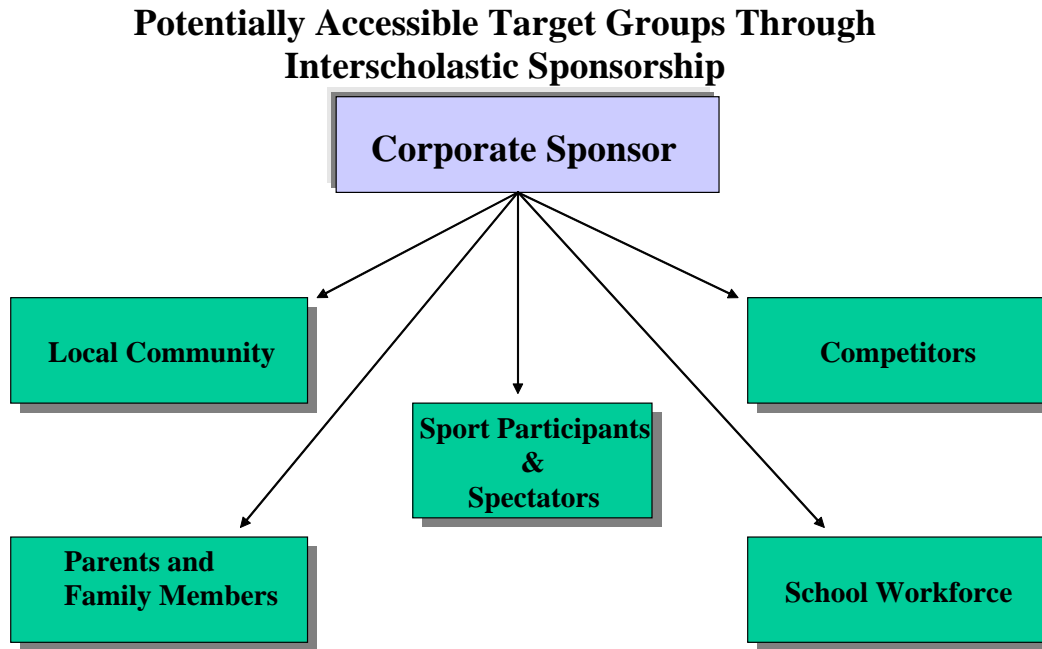 Potentially Accessible Target Groups Through
Interscholastic Sponsorship
Corporate Sponsor
Local Community
Competitors
Sport Participants
&
Spectators
Parents and
Family Members
School Workforce